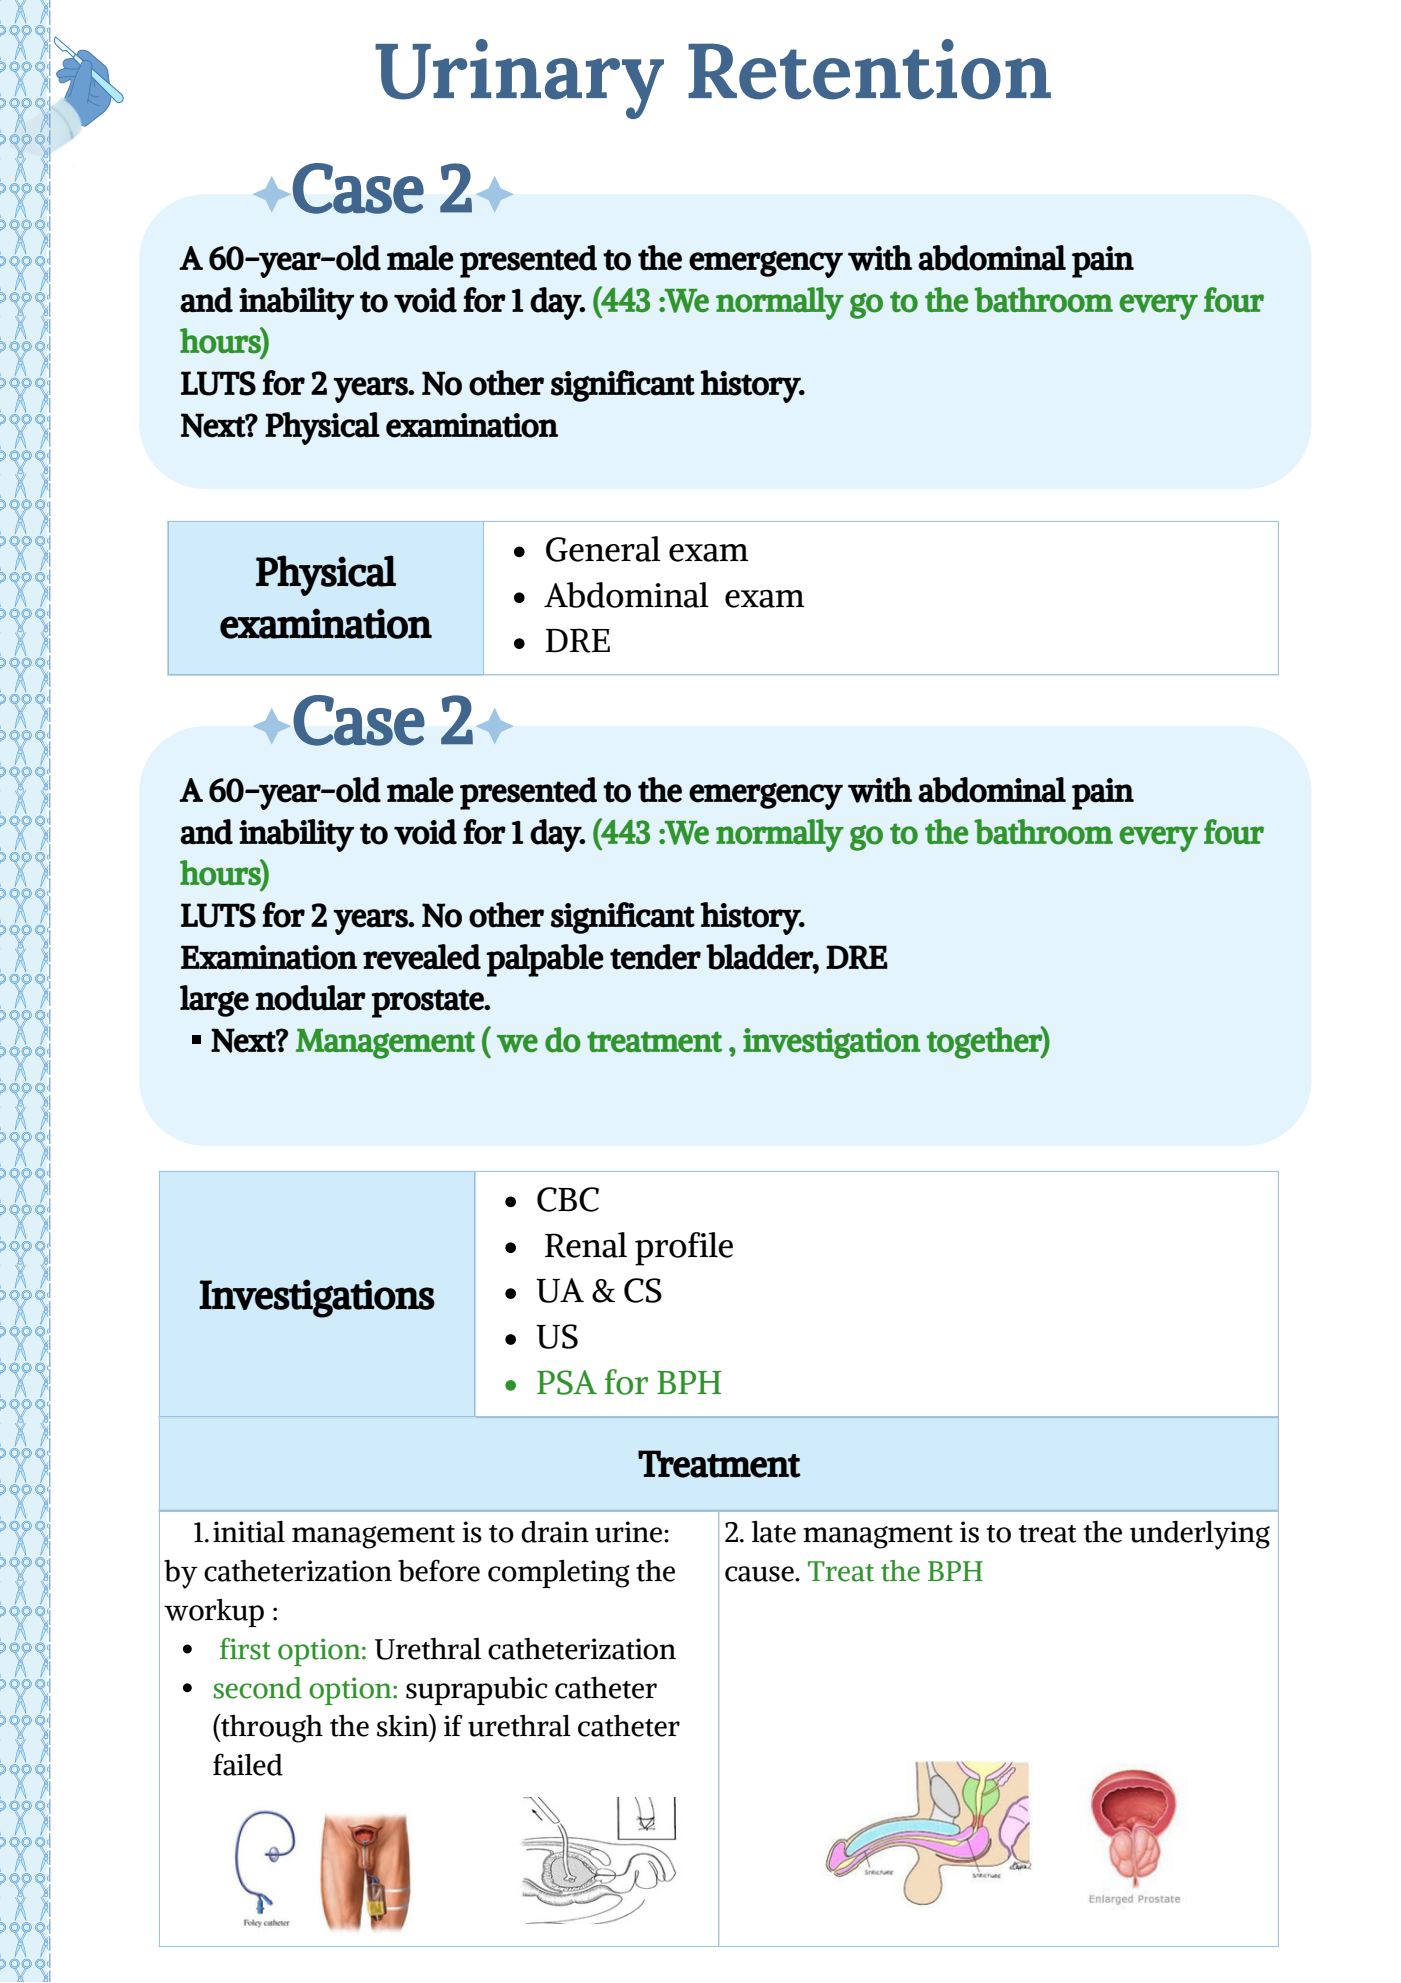 Urinary Retention
Case 2
A 60-year-old male presented to the emergency with abdominal pain
and inability to void for 1 day. (443 :We normally go to the bathroom every four
hours)
LUTS for 2 years. No other significant history.
Next? Physical examination
Physical
examination
• General exam
• Abdominal exam
• DRE
Case 2
A 60-year-old male presented to the emergency with abdominal pain
and inability to void for 1 day. (443 :We normally go to the bathroom every four
hours)
LUTS for 2 years. No other significant history.
Examination revealed palpable tender bladder, DRE
large nodular prostate.
▪ Next? Management ( we do treatment , investigation together)
Investigations
• CBC
• Renal profile
• UA & CS
• US
• PSA for BPH
Treatment
1. initial management is to drain urine:
by catheterization before completing the
workup :
• first option: Urethral catheterization
• second option: suprapubic catheter
(through the skin) if urethral catheter
failed
Foley catheter
2. late managment is to treat the underlying
cause. Treat the BPH
Stricture
Stricture
Enlarged Prostate